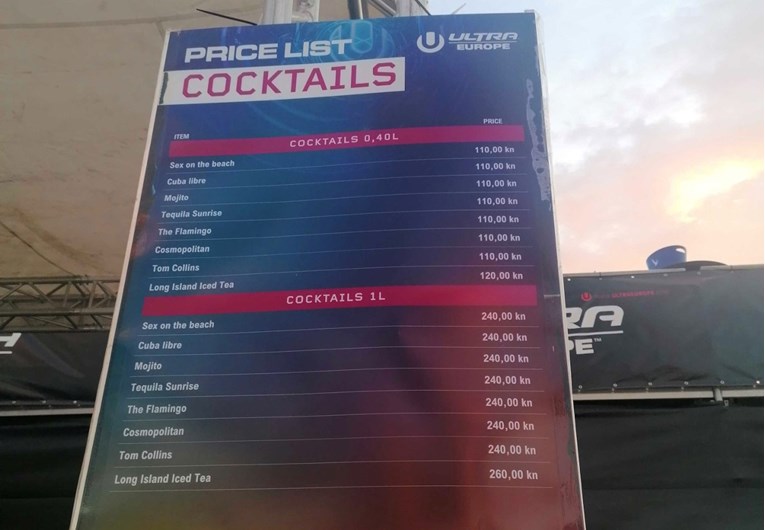 PRICE LIST
COCKTAILS
ULTRA
EUROPE
ITEM PRICE
COCKTAILS 0,40L
Sex on the beach 110,00 kn
Cuba libre 110,00 kn
Mojito 110,00 kn
Tequila Sunrise 110,00 kn
The Flamingo 110,00 kn
Cosmopolitan 110,00 kn
Tom Collins 110,00 kn
Long Island Iced Tea 120,00 kn
COCKTAILS 1L
Sex on the beach 240,00 kn
Cuba libre 240,00 kn
Mojito 240,00 kn
Tequila Sunrise 240,00 kn
The Flamingo 240,00 kn
Cosmopolitan 240,00 kn
Tom Collins 240,00 kn
Long Island Iced Tea 260,00 kn
RA
PE™